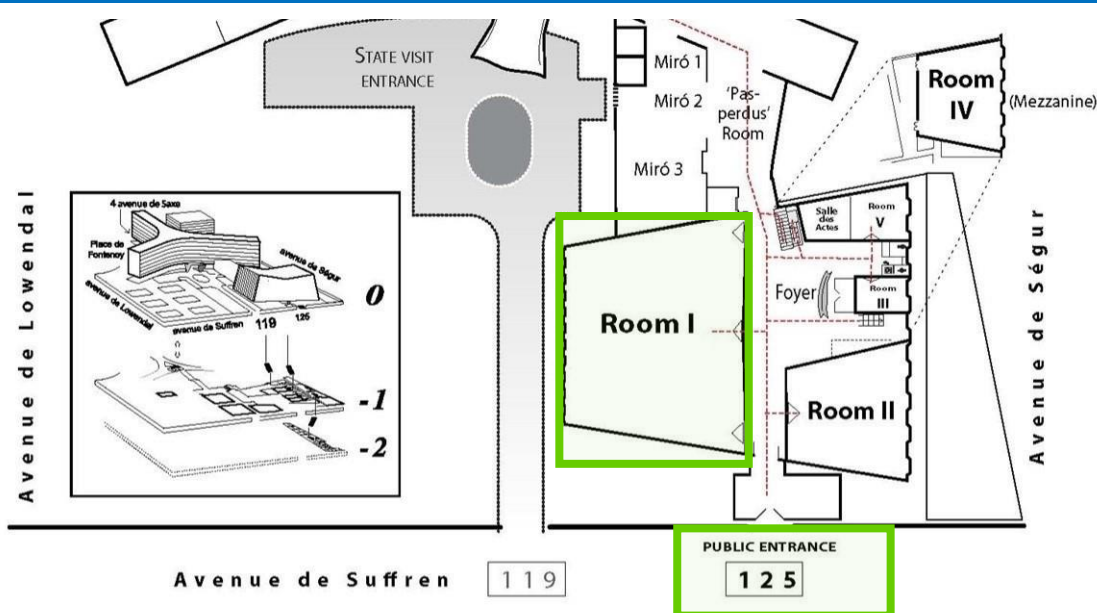 STATE VISIT
ENTRANCE
Miró 1
Miró 2
Miró 3
'Pas-
perdus'
Room
Room
IV
(Mezzanine)
Salle
des
Actes
Room
V
Room
III
Foyer
Room I
Room II
Avenue de Lowendal
Avenue de Ségur
4 avenue de Saxe
Place de
Fontenoy
avenue de Ségur
avenue de Lowendal
avenue de Suffren
119
125
0
-1
-2
PUBLIC ENTRANCE
125
Avenue de Suffren
119